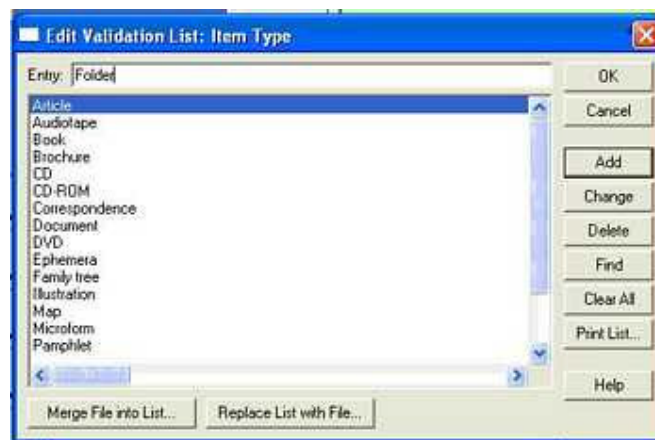 Edit Validation List: Item Type
Entry: Folder
OK
Article
Audiotape
Book
Brochure
CD
CD-ROM
Correspondence
Document
DVD
Ephemera
Family tree
Illustration
Map
Microform
Pamphlet
Cancel
Add
Change
Delete
Find
Clear All
Print List...
Help
Merge File into List...
Replace List with File...